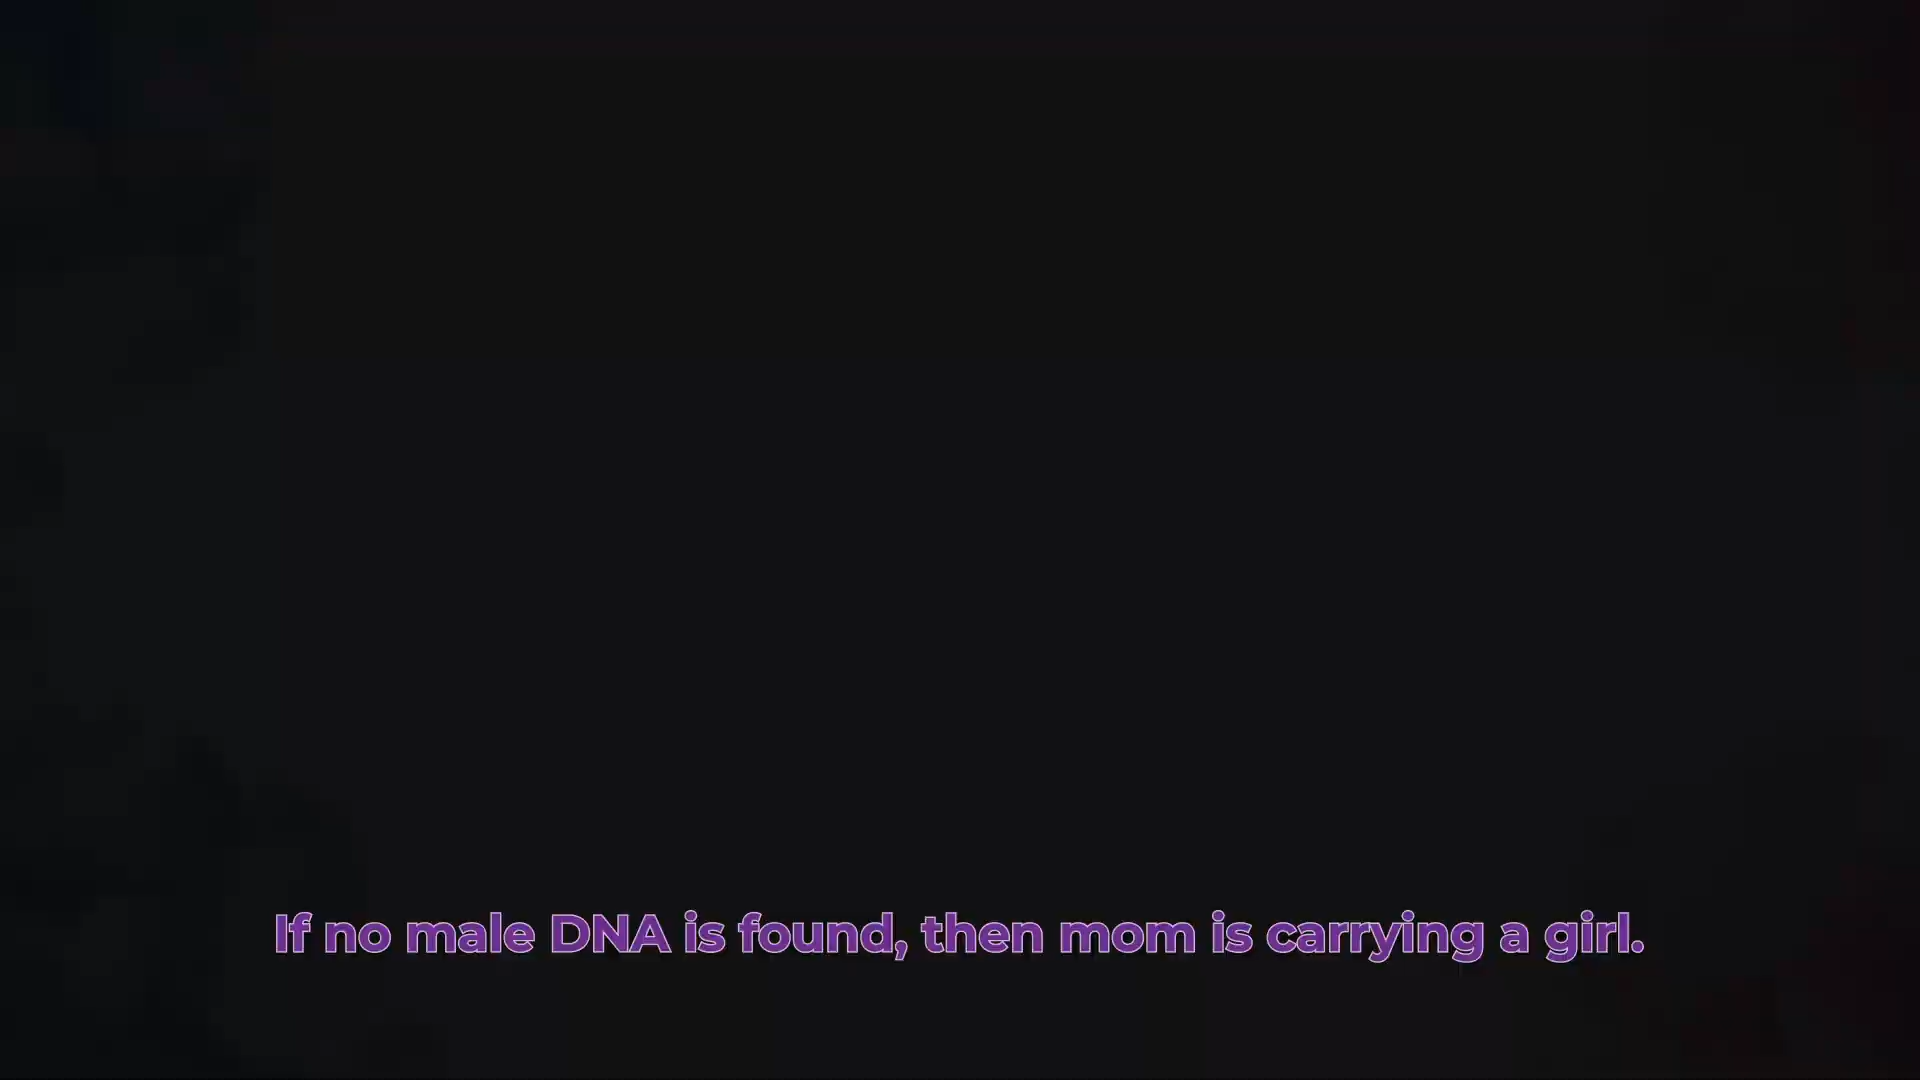 If no male DNA is found, then mom is carrying a girl.